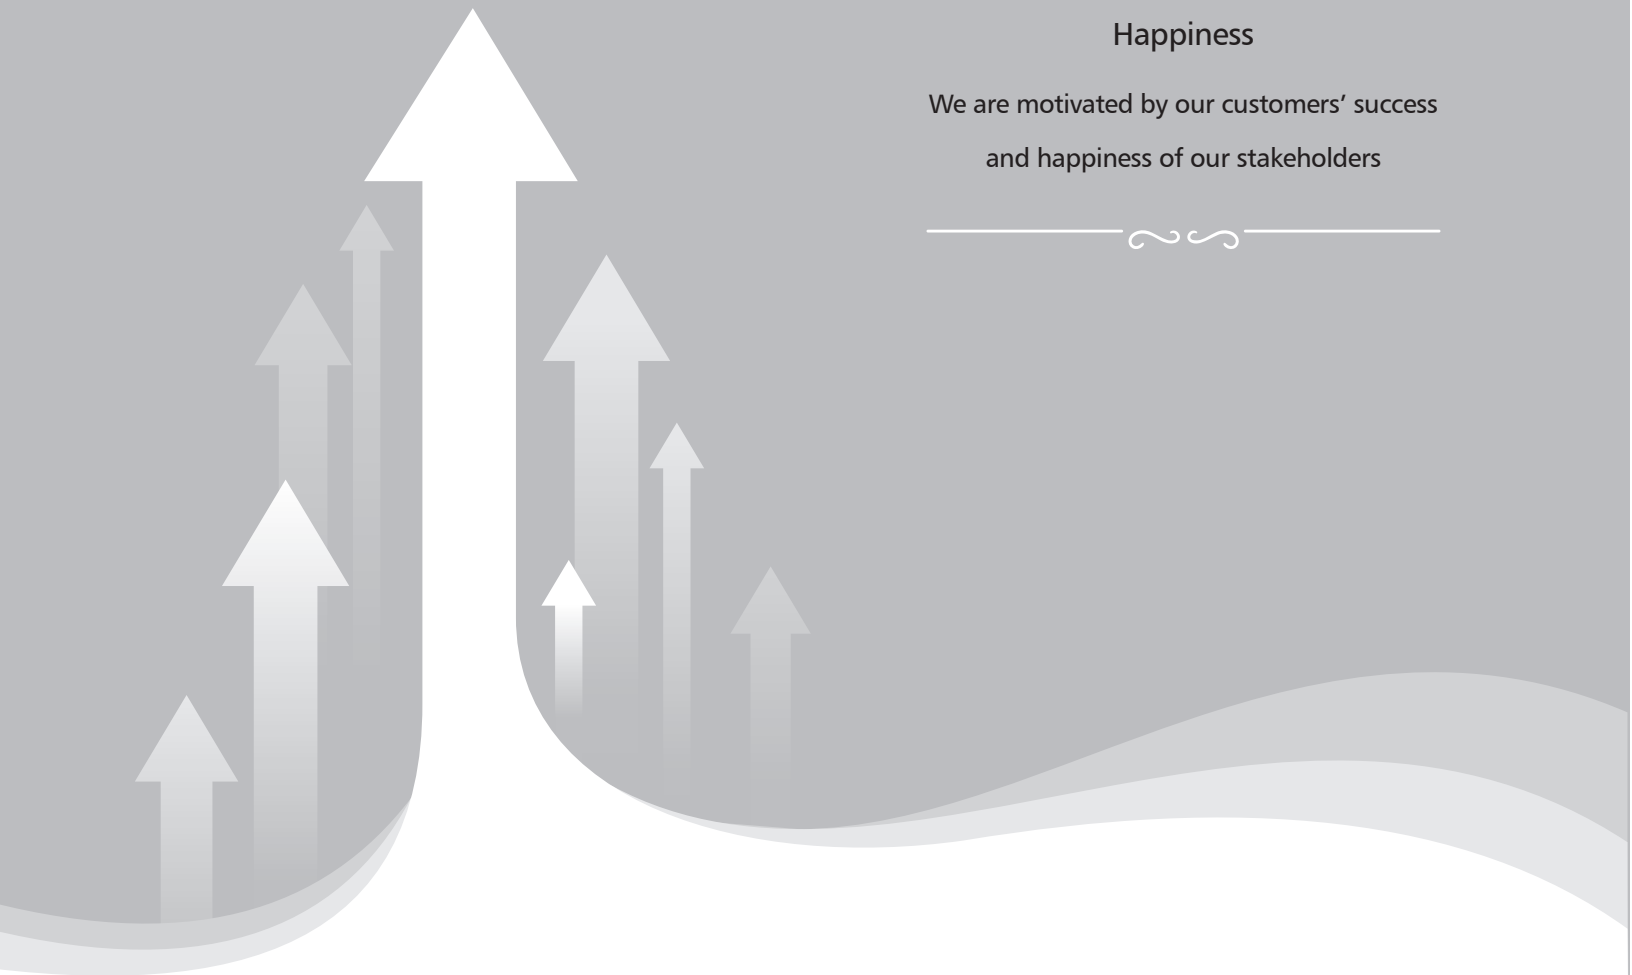 Happiness
We are motivated by our customers’ success
and happiness of our stakeholders